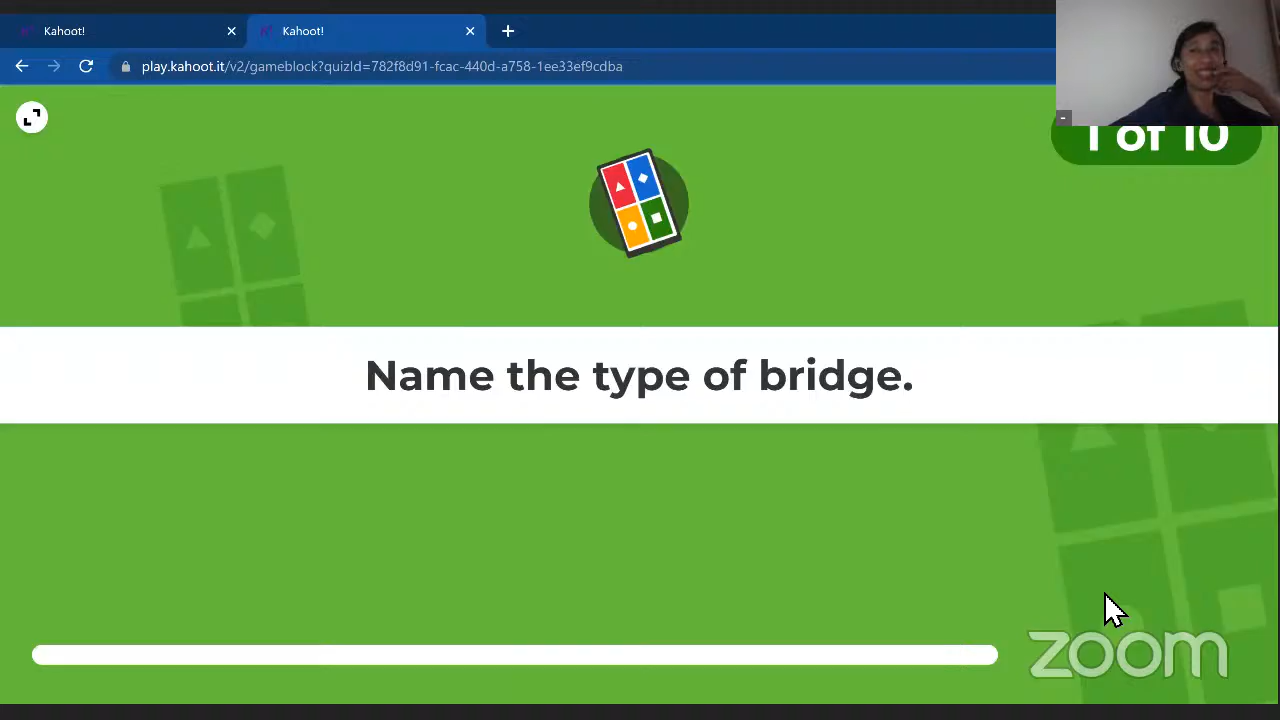 Kahoot!
Kahoot!
play.kahoot.it/v2/gameblock?quizId=782f8d91-fcac-440d-a758-1ee33ef9cdba
1 of 10
Name the type of bridge.
zoom